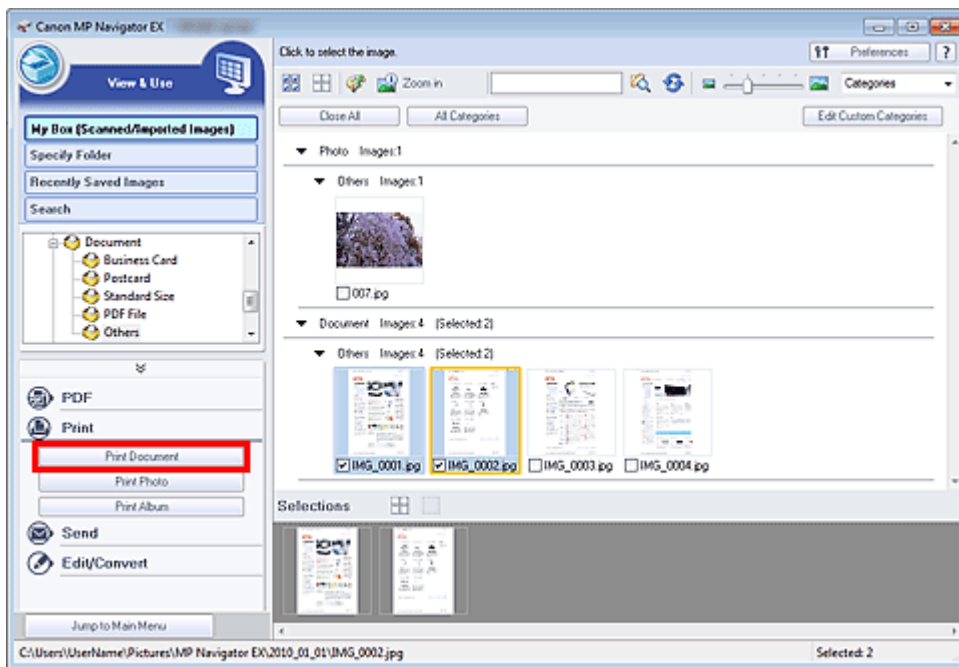 Canon MP Navigator EX
View & Use
My Box (Scanned/Imported Images)
Specify Folder
Recently Saved Images
Search
Document
Business Card
Postcard
Standard Size
PDF File
Others
PDF
Print
Print Document
Print Photo
Print Album
Send
Edit/Convert
Jump to Main Menu
Click to select the image.
Preferences
?
Zoom in
Categories
Close All
All Categories
Edit Custom Categories
Photo Images:1
Others Images:1
007.jpg
Document Images:4 (Selected:2)
Others Images:4 (Selected:2)
IMG_0001.jpg
IMG_0002.jpg
IMG_0003.jpg
IMG_0004.jpg
Selections
C:\Users\UserName\Pictures\MP Navigator EX\2010_01_01\IMG_0002.jpg
Selected: 2